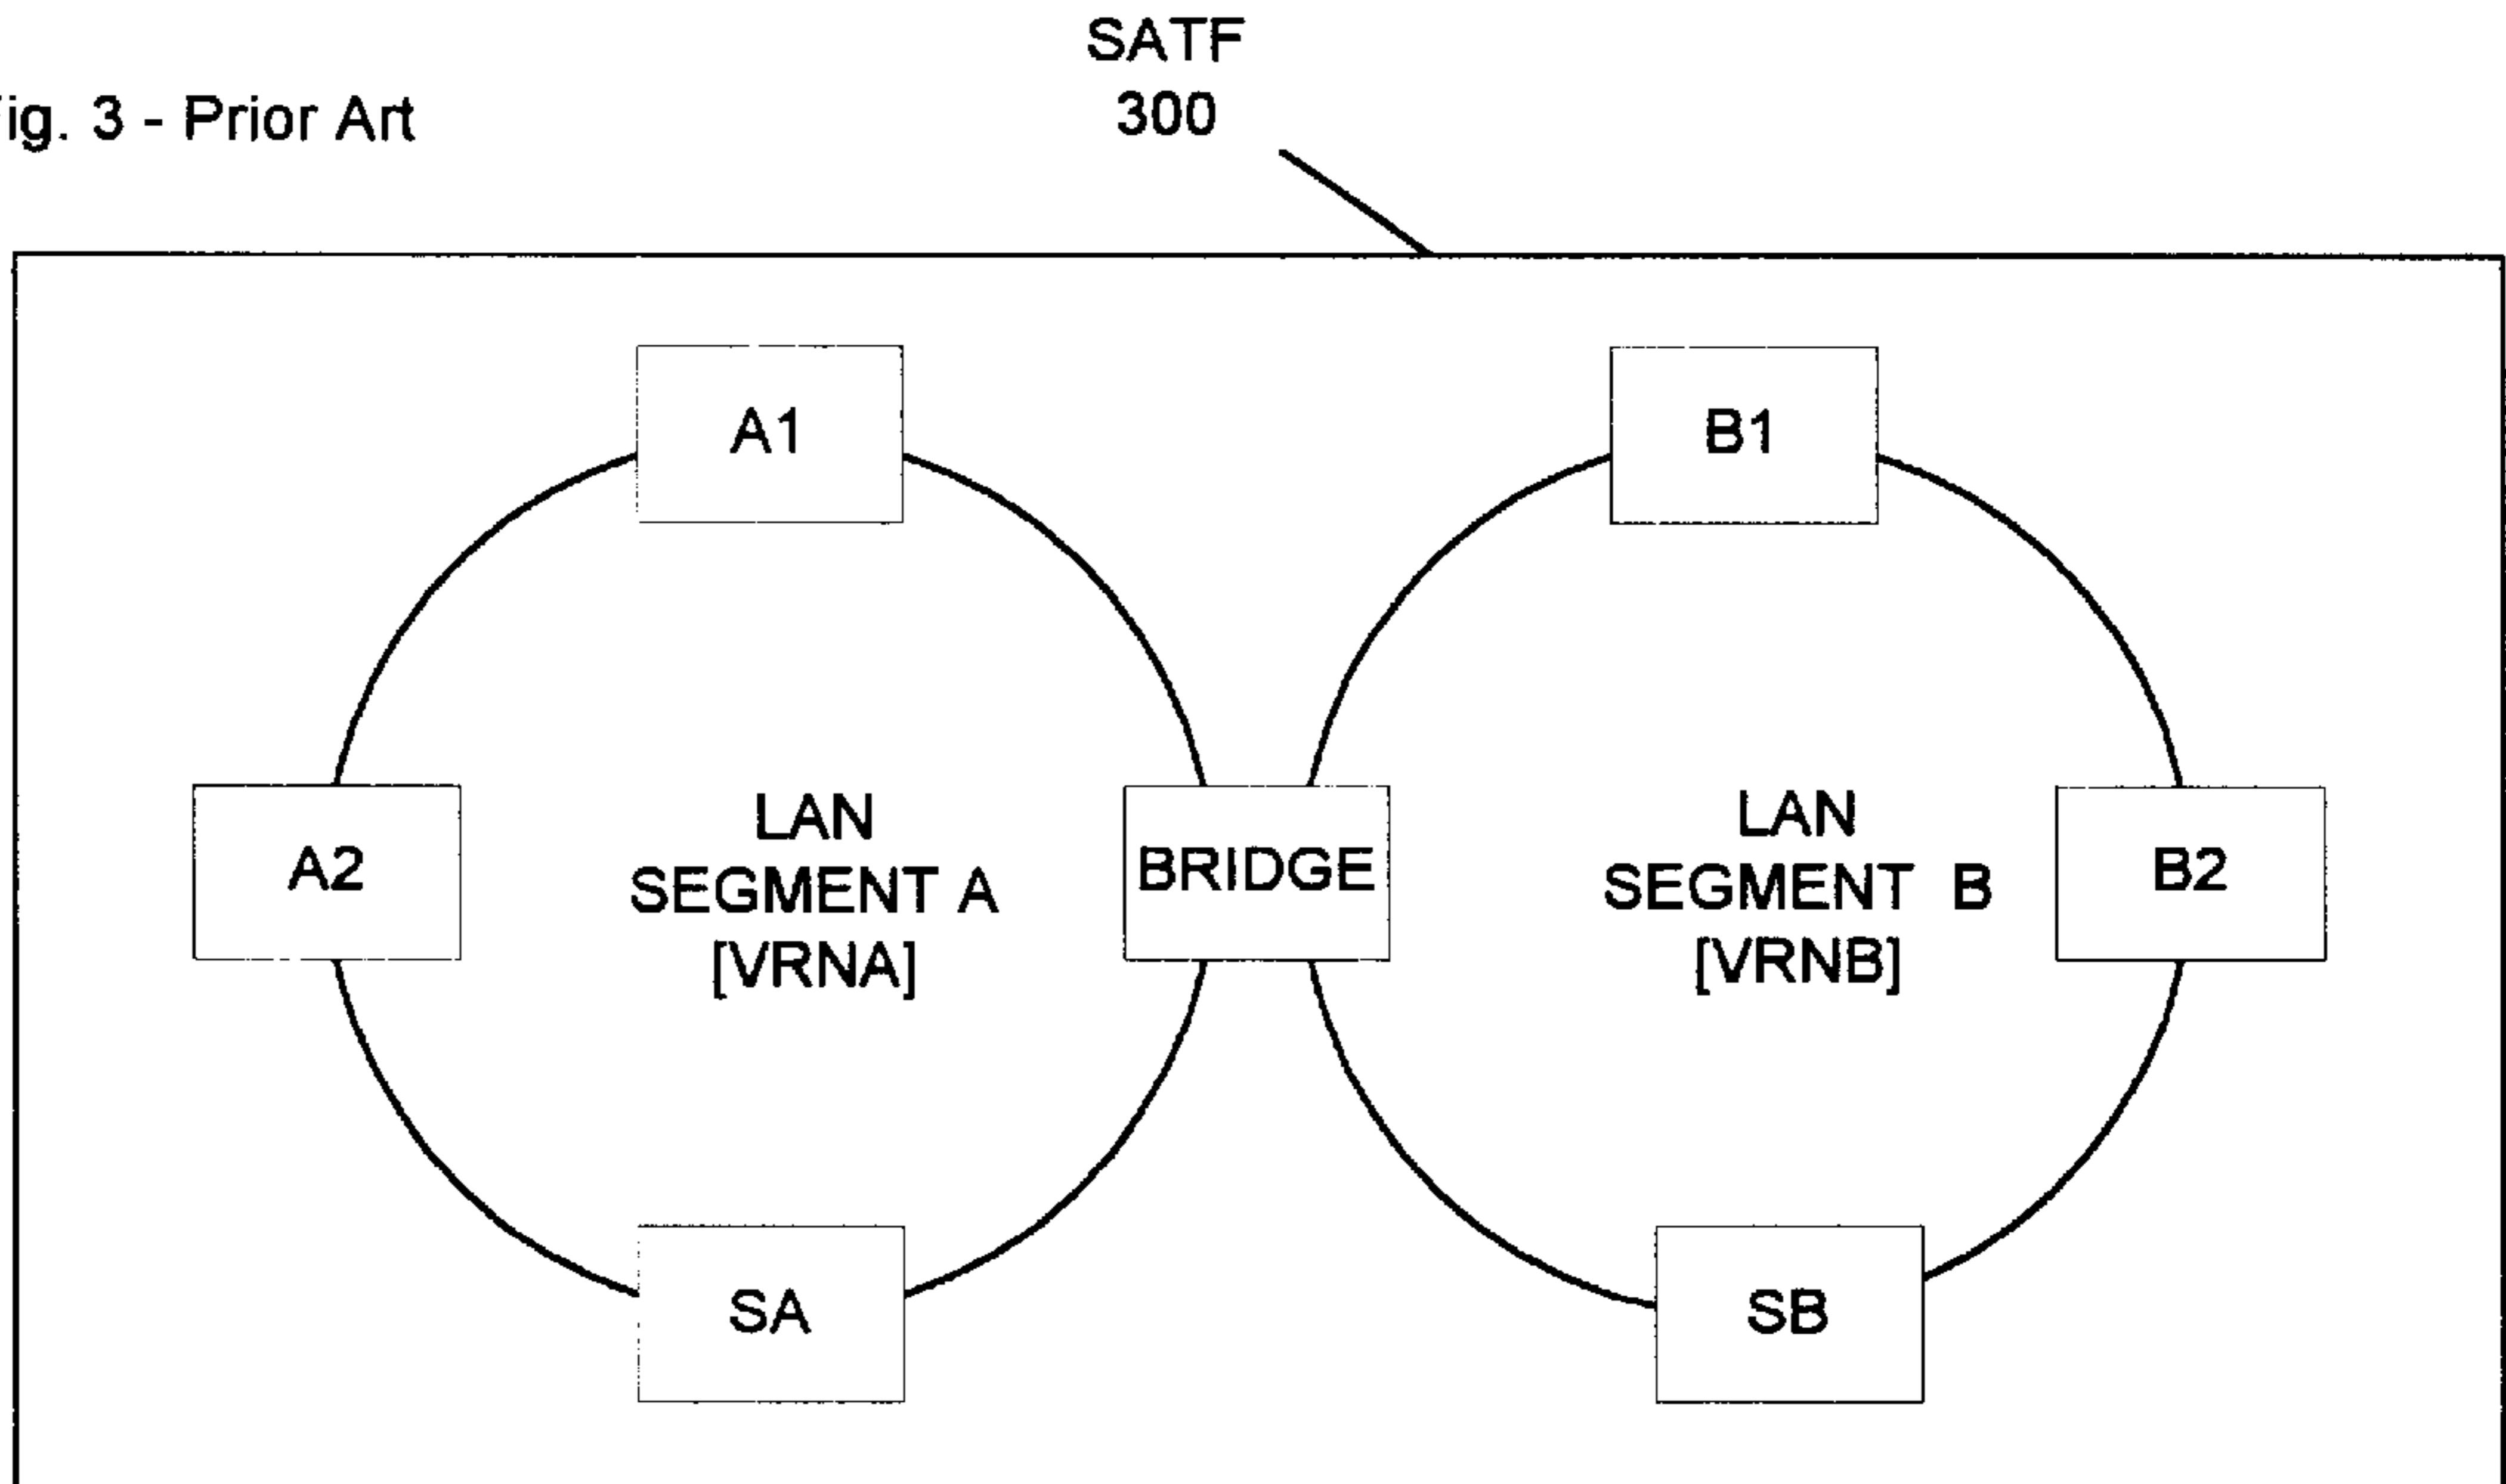 SATF
300
ig. 3 - Prior Art
A1
B1
A2
LAN
SEGMENT A
[VRNA]
BRIDGE
LAN
SEGMENT B
[VRNB]
B2
SA
SB